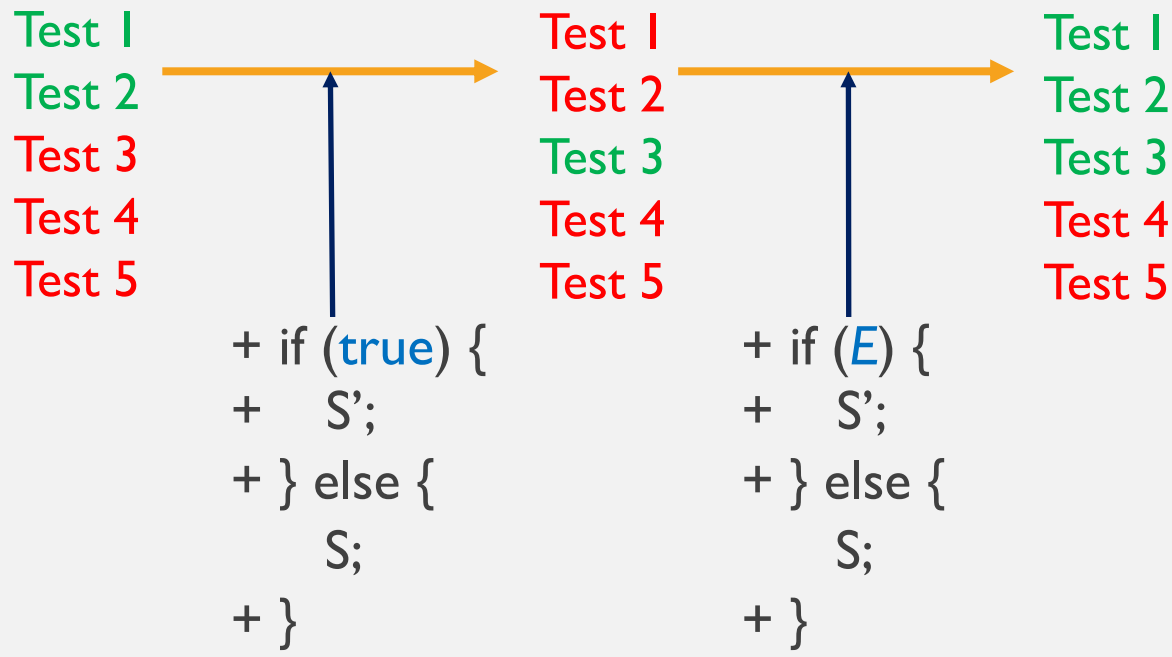 Test 1
Test 2
Test 3
Test 4
Test 5
+ if (true) {
+ S’;
+ } else {
S;
+ }
Test 1
Test 2
Test 3
Test 4
Test 5
+ if (E) {
+ S’;
+ } else {
S;
+ }
Test 1
Test 2
Test 3
Test 4
Test 5